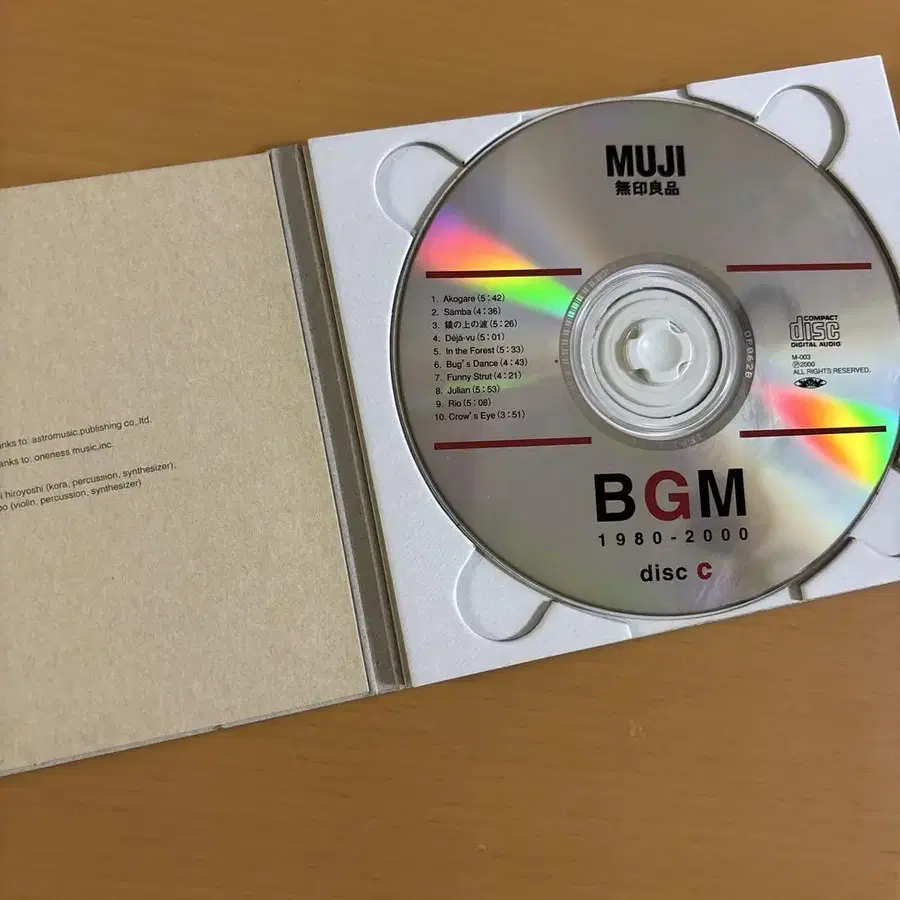 anks to: astromusic.publishing co.,ltd.
anks to: oneness music,inc.
i hiroyoshi (kora, percussion, synthesizer).
oo (violin, percussion, synthesizer)
MUJI
無印良品
1. Akogare (5:42)
2. Samba (4:36)
3. 鏡の上の波 (5:26)
4. Déjà-vu (5:01)
5. In the Forest (5:33)
6. Bug's Dance (4:43)
7. Funny Strut (4:21)
8. Julian (5:53)
9. Rio (5:08)
10. Crow's Eye (3:51)
COMPACT
disc
DIGITAL AUDIO
M-003
℗2000
ALL RIGHTS RESERVED.
BGM
1980-2000
disc C